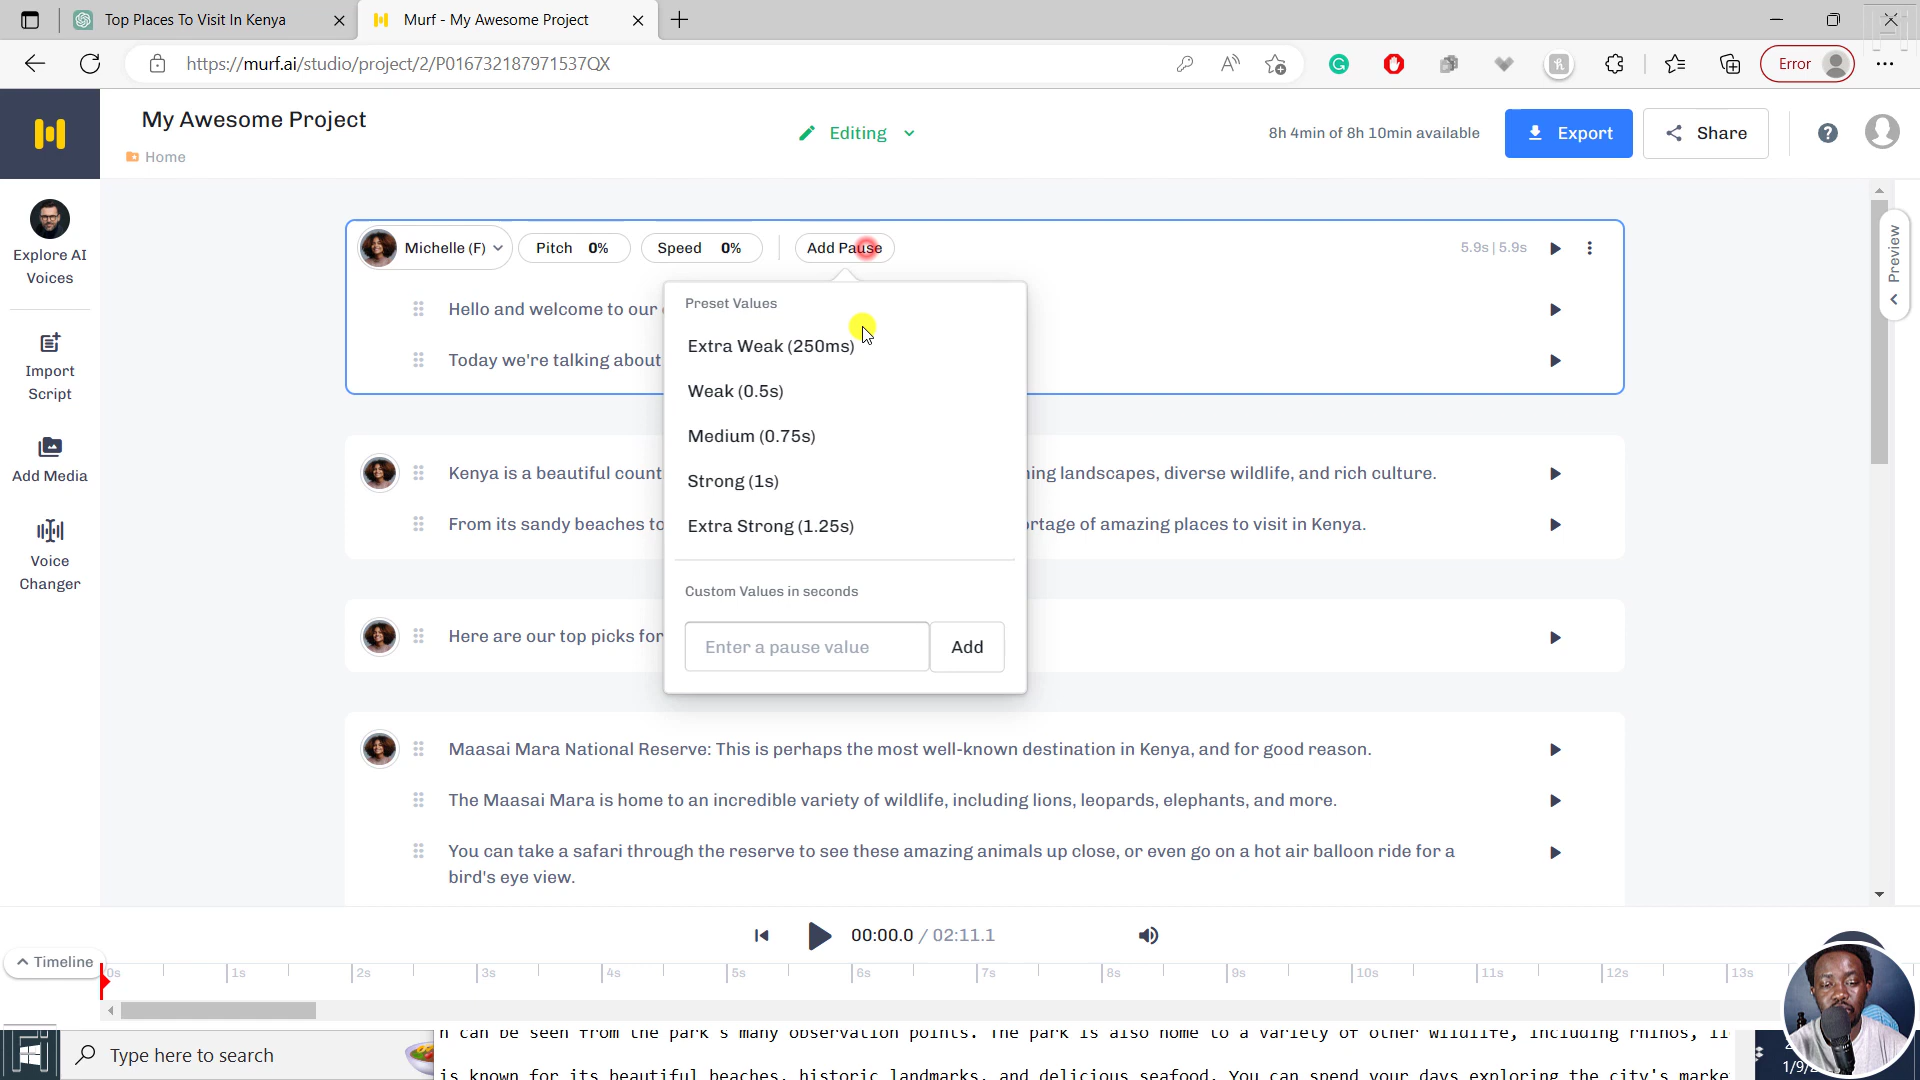 Top Places To Visit In Kenya
Murf - My Awesome Project
https://murf.ai/studio/project/2/P016732187971537QX
Error
My Awesome Project
Home
Editing
8h 4min of 8h 10min available
Export
Share
Explore AI
Voices
Import
Script
Add Media
Voice
Changer
Michelle (F)
Pitch 0%
Speed 0%
Add Pause
5.9s | 5.9s
Preview
Hello and welcome to our
Today we're talking about
Preset Values
Extra Weak (250ms)
Weak (0.5s)
Medium (0.75s)
Strong (1s)
Extra Strong (1.25s)
Custom Values in seconds
Enter a pause value
Add
Kenya is a beautiful
landscapes, diverse wildlife, and rich culture.
From its sandy beaches to
of amazing places to visit in Kenya.
Here are our top picks for
Maasai Mara National Reserve: This is perhaps the most well-known destination in Kenya, and for good reason.
The Maasai Mara is home to an incredible variety of wildlife, including lions, leopards, elephants, and more.
You can take a safari through the reserve to see these amazing animals up close, or even go on a hot air balloon ride for a
bird's eye view.
00:00.0 / 02:11.1
Timeline
0s 1s 2s 3s 4s 5s 6s 7s 8s 9s 10s 11s 12s 13s
Type here to search
can be seen from the park's many observation points. The park is also home to a variety of other wildlife, including rhinos,
is known for its beautiful beaches, historic landmarks, and delicious seafood. You can spend your days exploring the city's